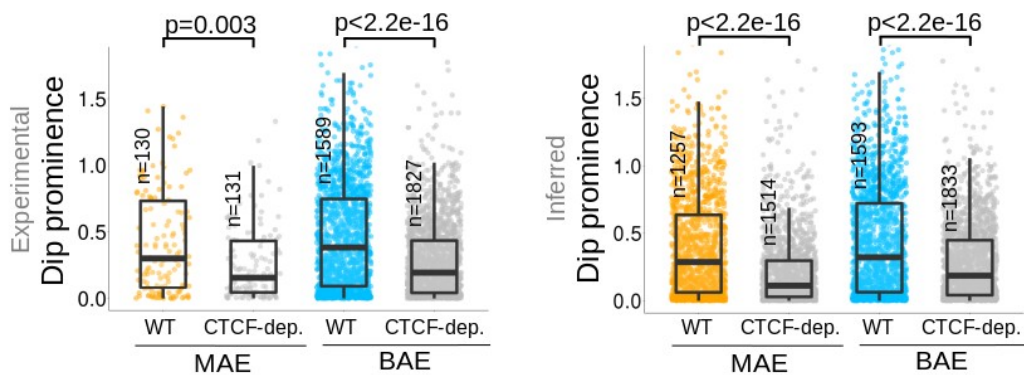 p=0.003
p<2.2e-16
Experimental
Dip prominence
1.5
1.0
0.5
0.0
n=130
n=131
n=1589
n=1827
WT
CTCF-dep.
WT
CTCF-dep.
MAE
BAE
p<2.2e-16
p<2.2e-16
Inferred
Dip prominence
1.5
1.0
0.5
0.0
n=1257
n=1514
n=1593
n=1833
WT
CTCF-dep.
WT
CTCF-dep.
MAE
BAE